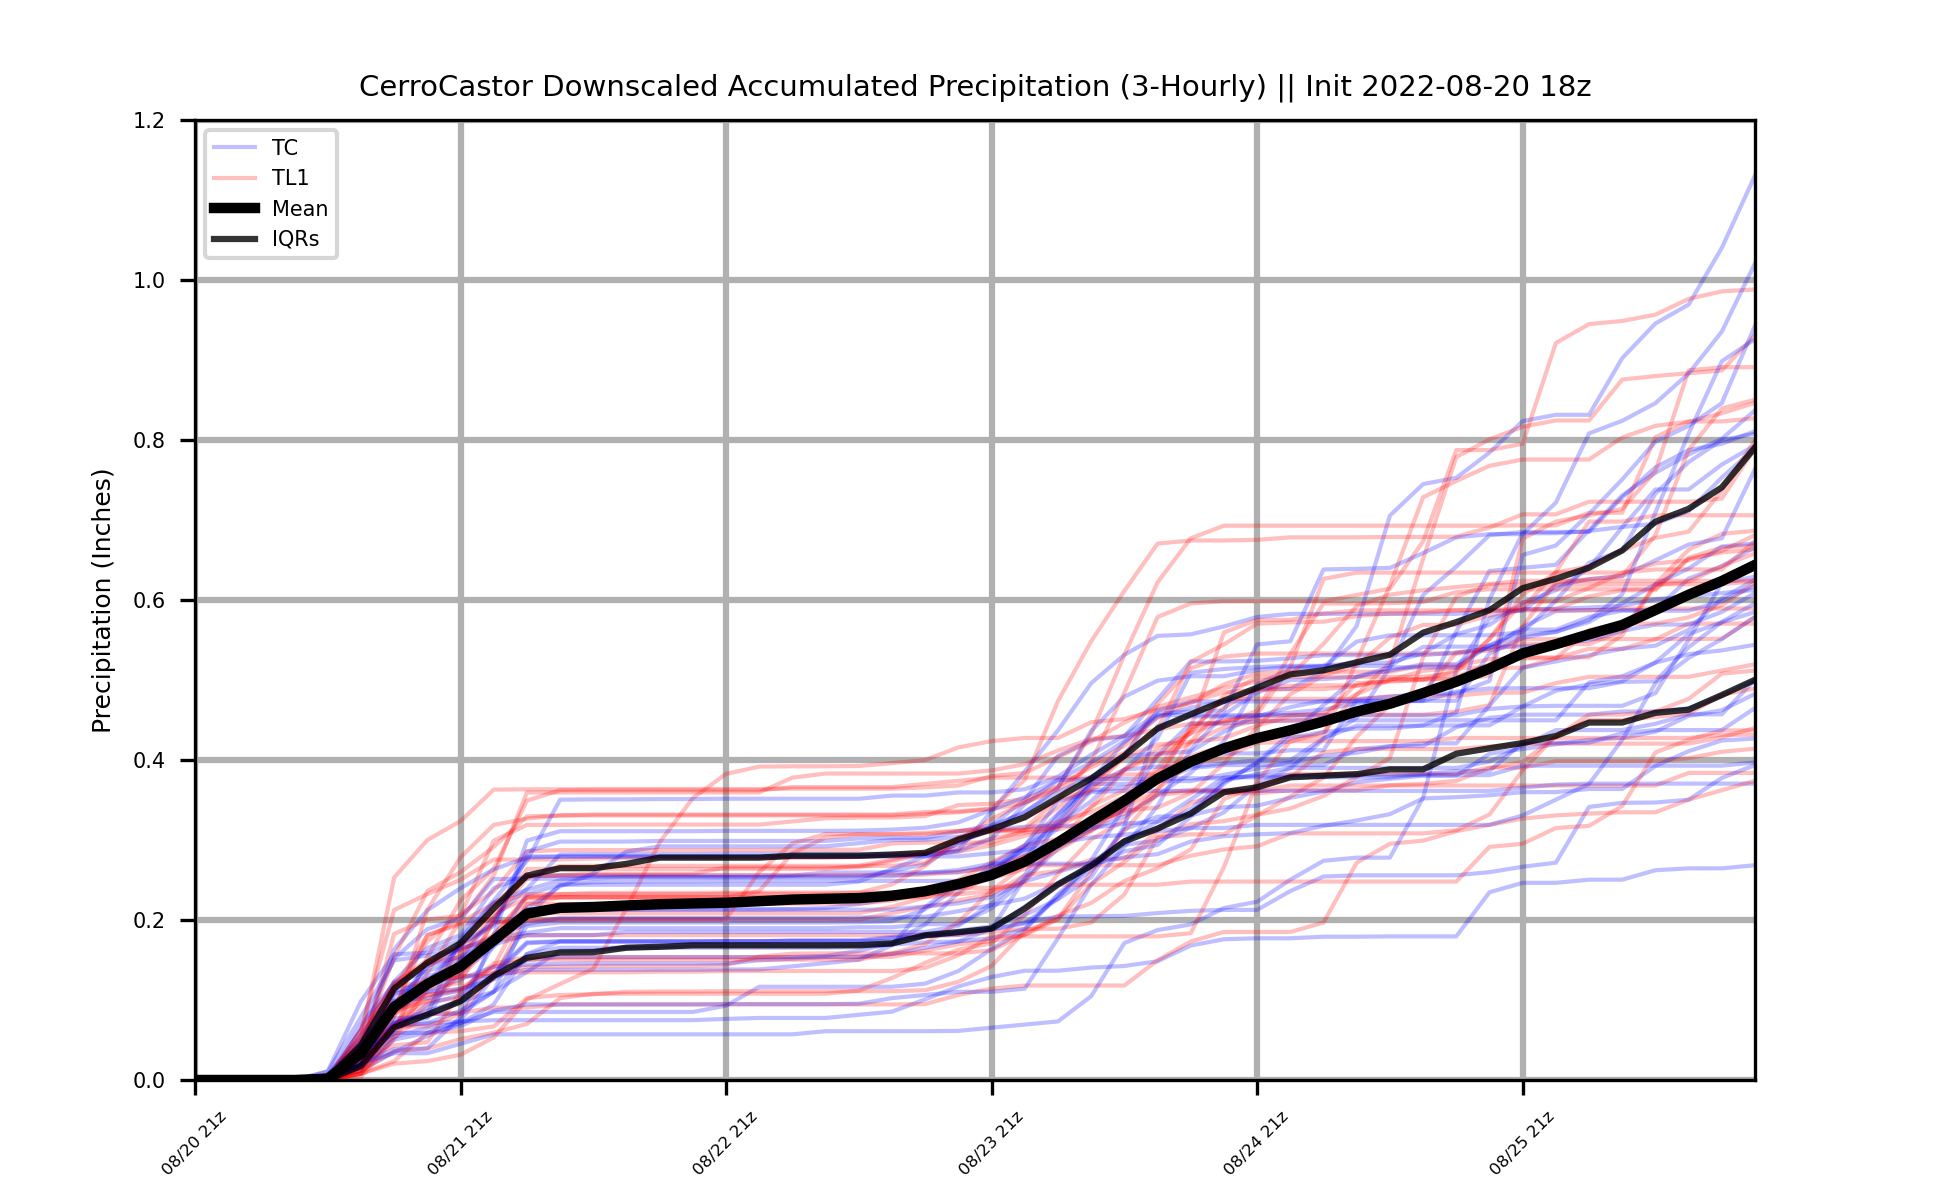 CerroCastor Downscaled Accumulated Precipitation (3-Hourly) || Init 2022-08-20 18z
1.2
1.0
0.8
0.6
0.4
0.2
0.0
Precipitation (Inches)
TC
TL1
Mean
IQRs
08/20 21z
08/21 21z
08/22 21z
08/23 21z
08/24 21z
08/25 21z